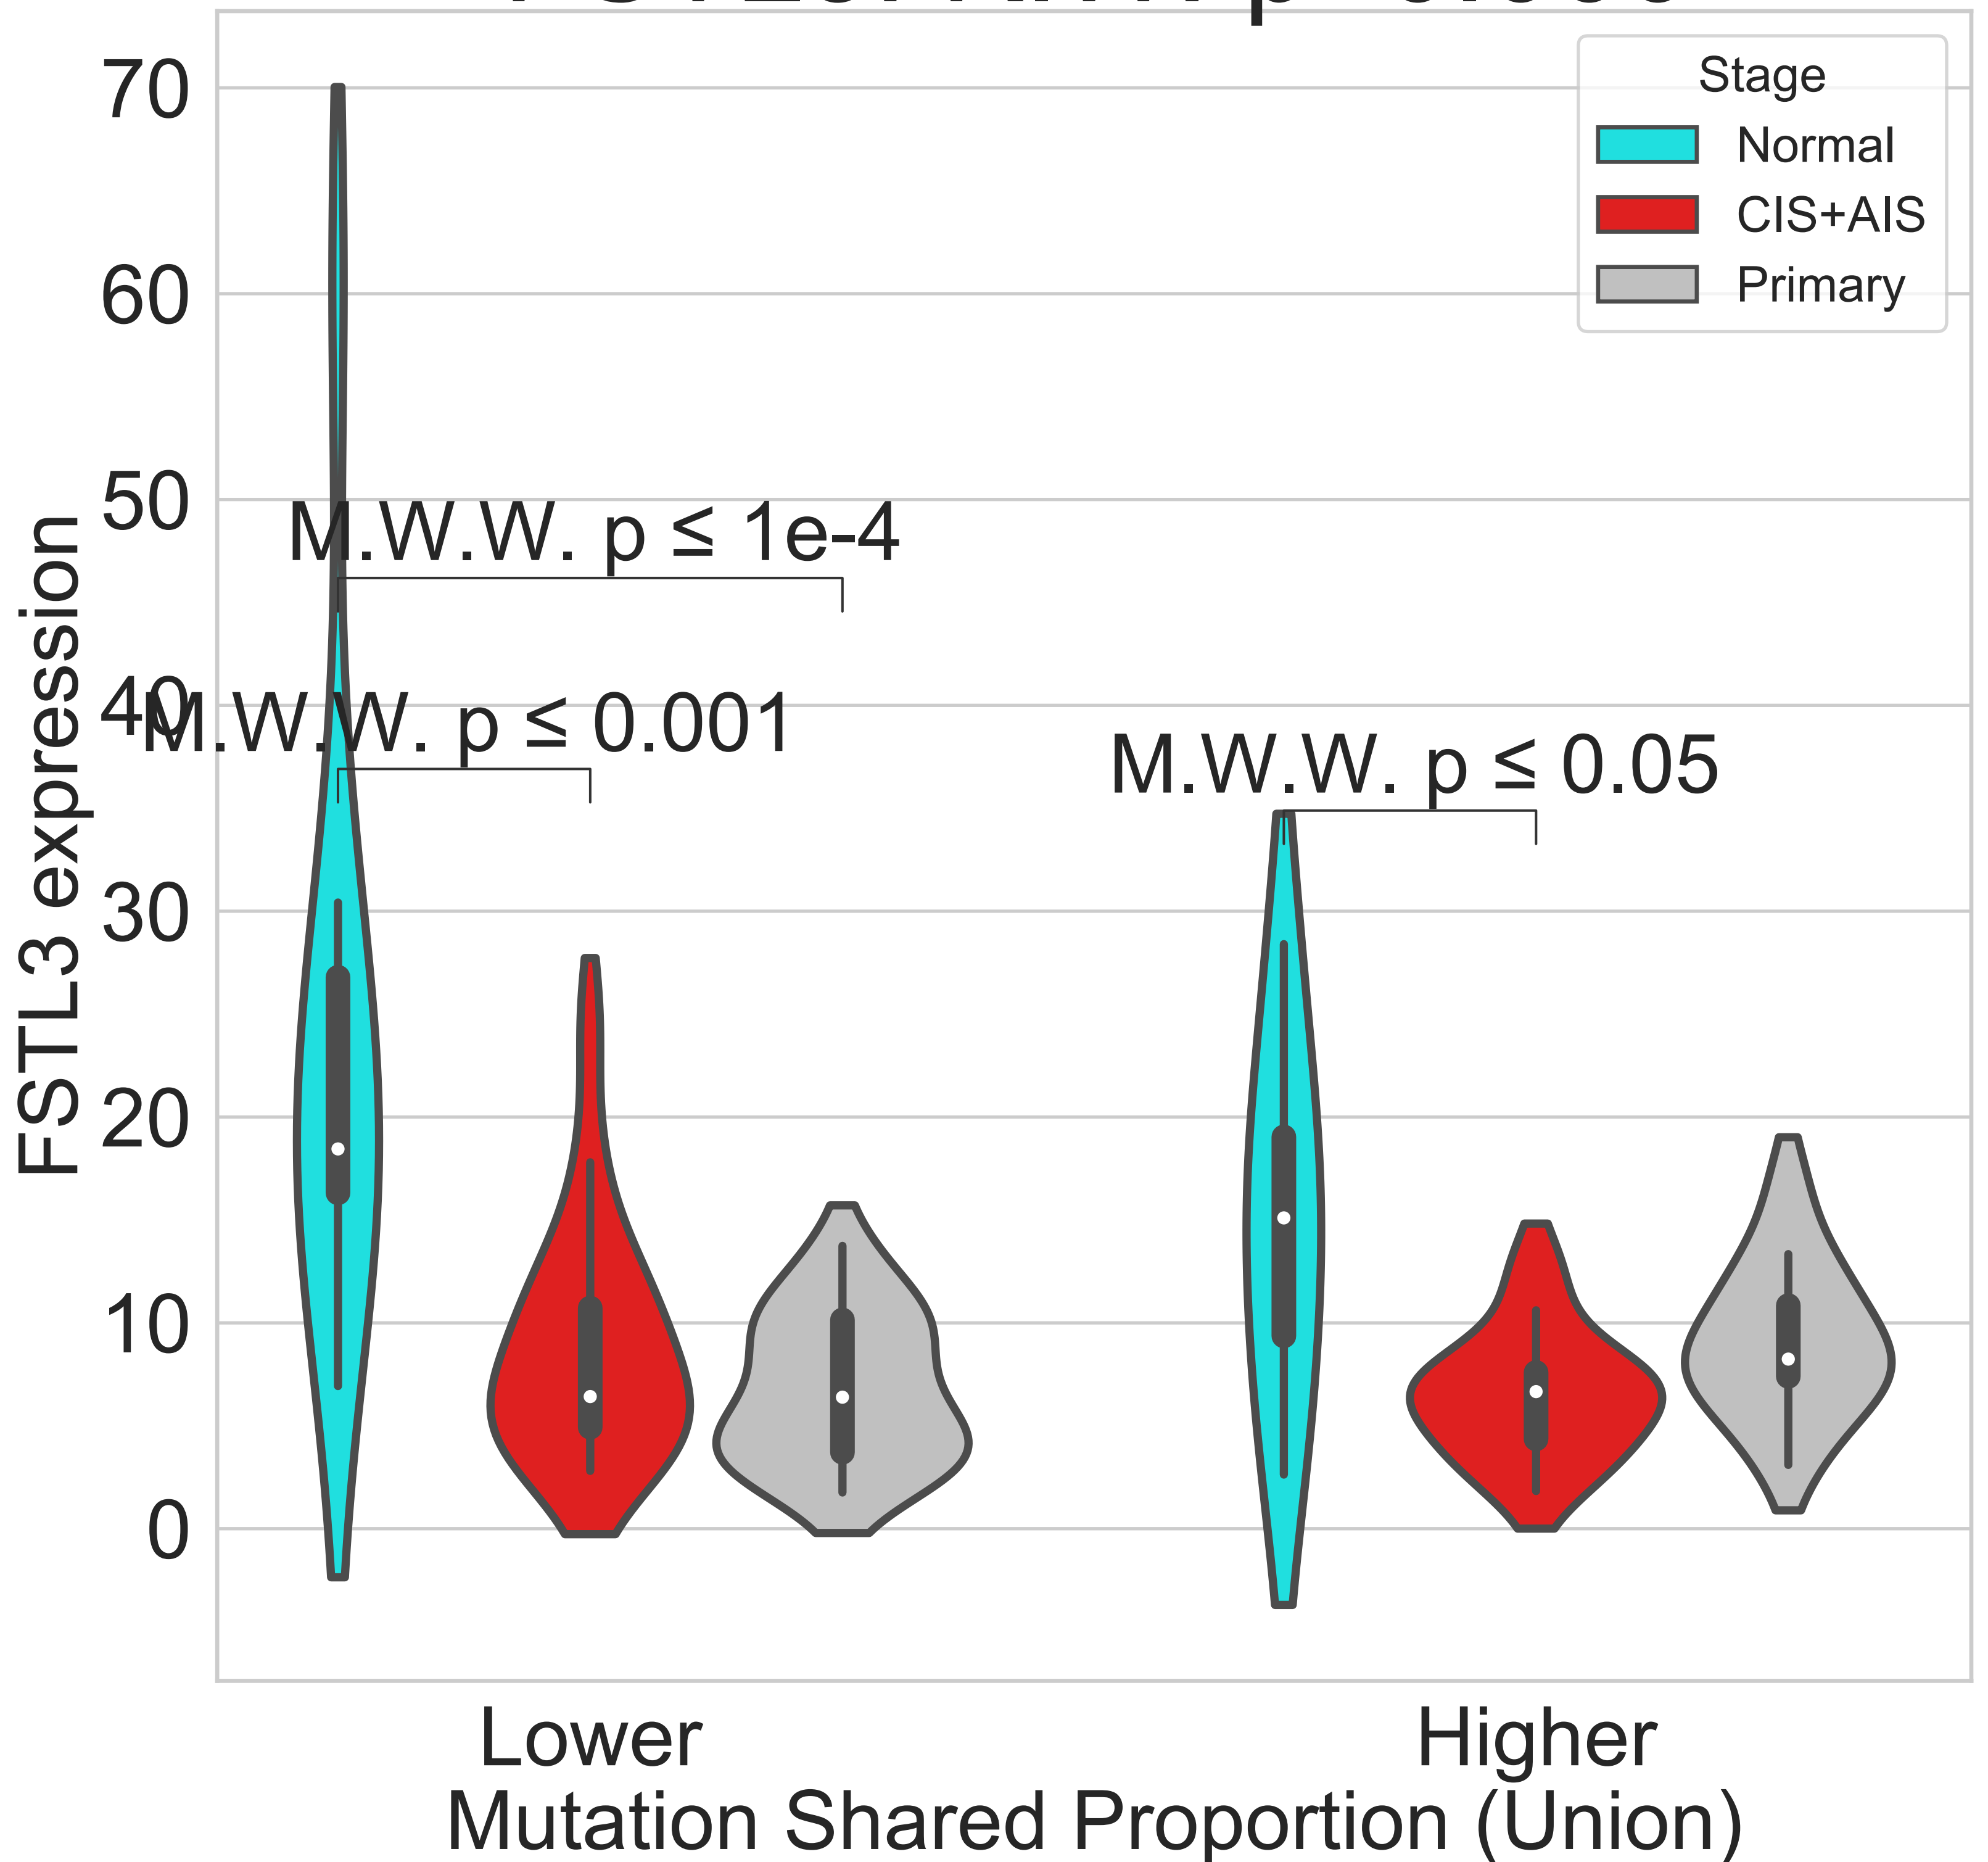 70
60
50
40
30
20
10
0
FSTL3 expression
Stage
Normal
CIS+AIS
Primary
M.W.W. p ≤ 1e-4
M.W.W. p ≤ 0.001
M.W.W. p ≤ 0.05
Lower
Higher
Mutation Shared Proportion (Union)